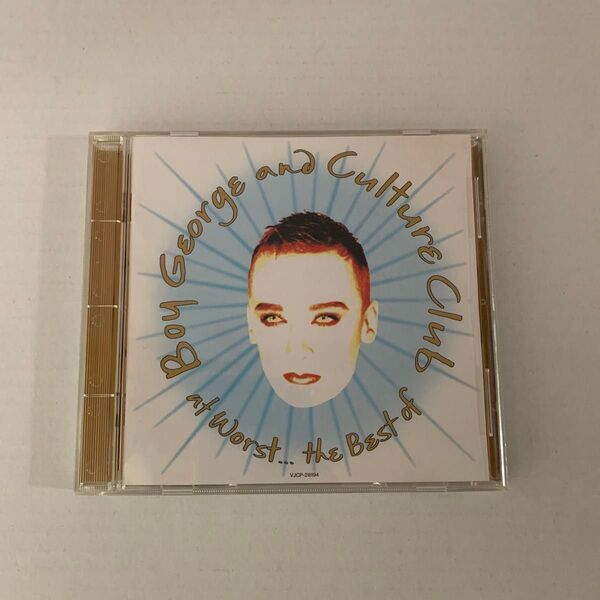 Boy George and Culture Club
at Worst... the Best of
VJCP-28194